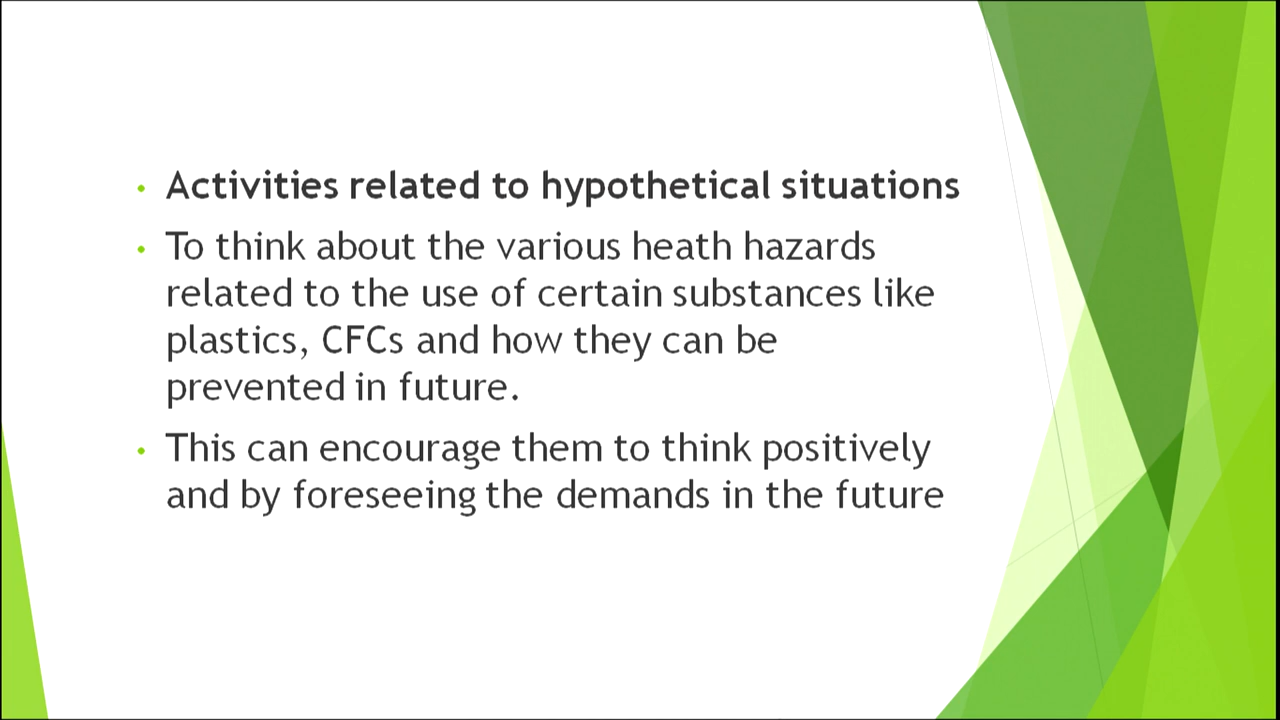 • Activities related to hypothetical situations
• To think about the various heath hazards
related to the use of certain substances like
plastics, CFCs and how they can be
prevented in future.
• This can encourage them to think positively
and by foreseeing the demands in the future